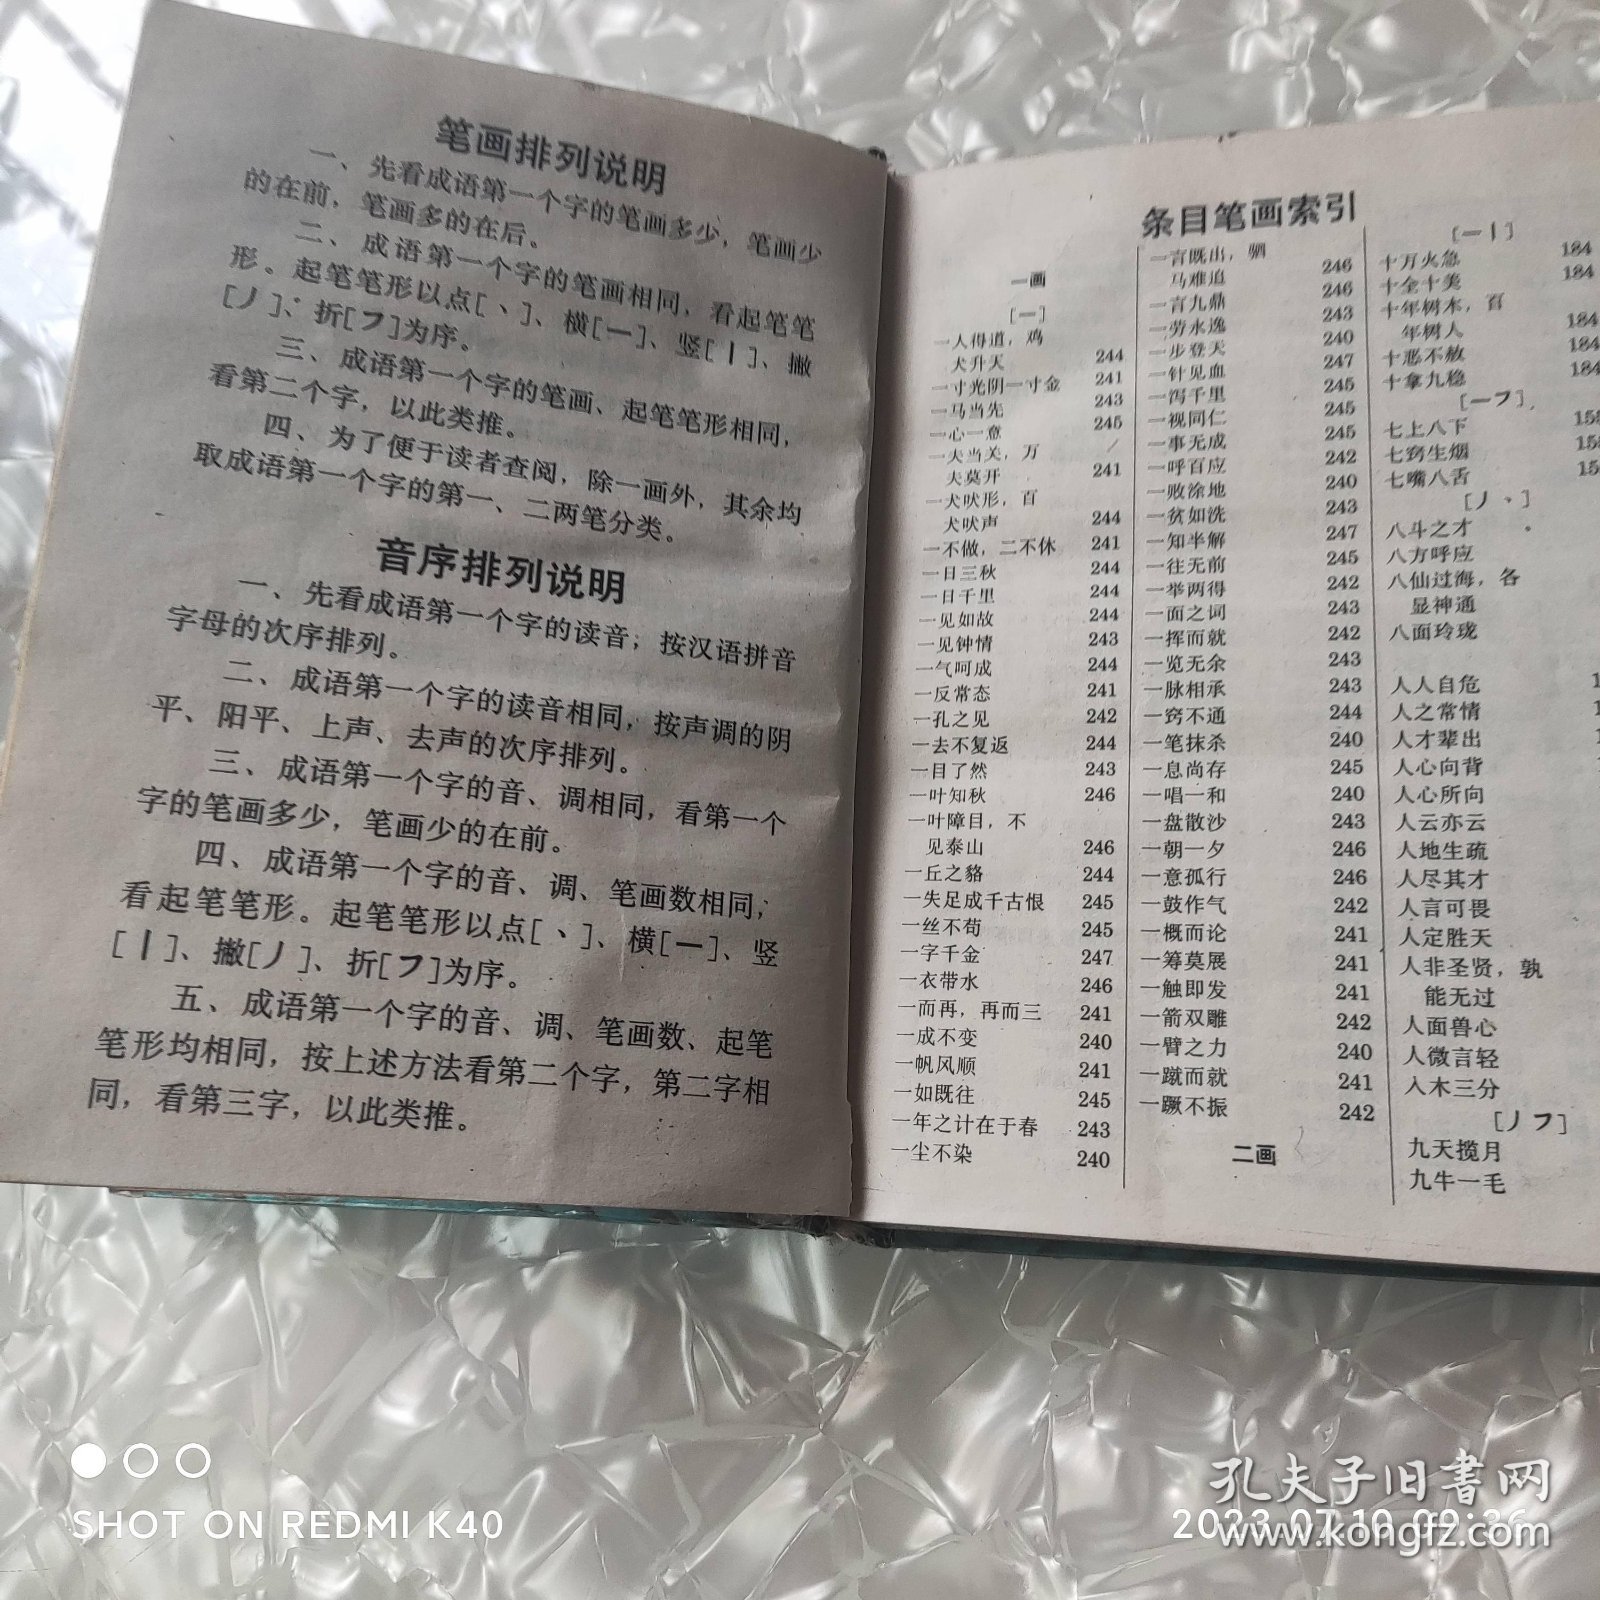 笔画排列说明
一、先看成语第一个字的笔画多少，笔画少
的在前，笔画多的在后。
二、成语第一个字的笔画相同，看起笔笔
形。起笔笔形以点[丶]、横[一]、竖[丨]、撇
[丿]、折[フ]为序。
三、成语第一个字的笔画、起笔笔形相同，
看第二个字，以此类推。
四、为了便于读者查阅，除一画外，其余均
取成语第一个字的第一、二两笔分类。
音序排列说明
一、先看成语第一个字的读音；按汉语拼音
字母的次序排列。
二、成语第一个字的读音相同，按声调的阴
平、阳平、上声、去声的次序排列。
三、成语第一个字的音、调相同，看第一个
字的笔画多少，笔画少的在前。
四、成语第一个字的音、调、笔画数相同，
看起笔笔形。起笔笔形以点[丶]、横[一]、竖
[丨]、撇[丿]、折[フ]为序。
五、成语第一个字的音、调、笔画数、起笔
笔形均相同，按上述方法看第二个字，第二字相
同，看第三字，以此类推。
条目笔画索引
一画
[一]
一人得道，鸡
犬升天 244
一寸光阴一寸金 241
一马当先 243
一心一意 245
一夫当关，万
夫莫开 241
一犬吠形，百
犬吠声 244
一不做，二不休 241
一日三秋 244
一日千里 244
一见如故 244
一见钟情 243
一气呵成 244
一反常态 241
一孔之见 242
一去不复返 244
一目了然 243
一叶知秋 246
一叶障目，不
见泰山 246
一丘之貉 244
一失足成千古恨 245
一丝不苟 245
一字千金 247
一衣带水 246
一而再，再而三 241
一成不变 240
一帆风顺 241
一如既往 245
一年之计在于春 243
一尘不染 240
一言既出，驷
马难追 246
一言九鼎 246
一劳永逸 243
一步登天 240
一针见血 247
一泻千里 245
一视同仁 245
一事无成 245
一呼百应 242
一败涂地 240
一贫如洗 243
一知半解 247
一往无前 245
一举两得 242
一面之词 243
一挥而就 242
一览无余 243
一脉相承 243
一窍不通 244
一笔抹杀 240
一息尚存 245
一唱一和 240
一盘散沙 243
一朝一夕 246
一意孤行 246
一鼓作气 242
一概而论 241
一筹莫展 241
一触即发 241
一箭双雕 242
一臂之力 240
一蹴而就 241
一蹶不振 242
二画
[一丨]
十万火急 184
十全十美 184
十年树木，百
年树人 184
十恶不赦 184
十拿九稳 184
[一フ]
七上八下
七窍生烟
七嘴八舌
[丿丶]
八斗之才
八方呼应
八仙过海，各
显神通
八面玲珑
人人自危
人之常情
人才辈出
人心向背
人心所向
人云亦云
人地生疏
人尽其才
人言可畏
人定胜天
人非圣贤，孰
能无过
人面兽心
人微言轻
入木三分
[丿フ]
九天揽月
九牛一毛
SHOT ON REDMI K40
2023.07.10 09:36
孔夫子旧书网
www.kongfz.com